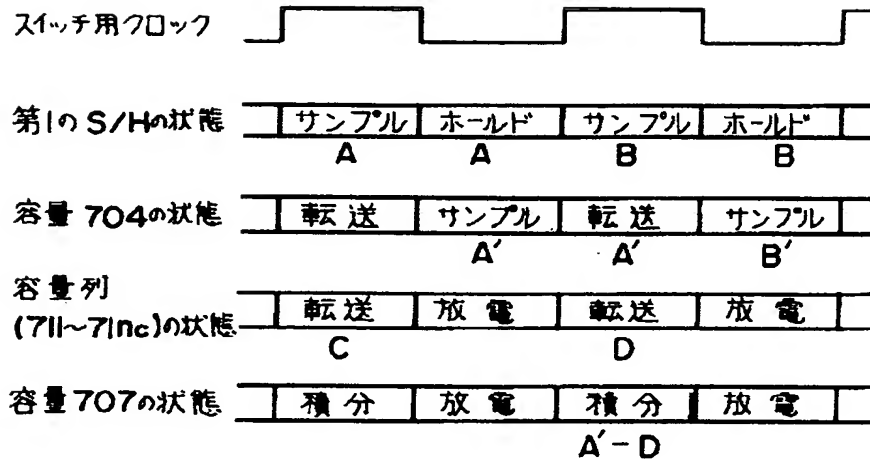 スイッチ用クロック
第1のS/Hの状態 サンプル ホールド サンプル ホールド
A A B B
容量704の状態 転送 サンプル 転送 サンプル
A′ A′ B′
容量列
(711~71nc)の状態 転送 放電 転送 放電
C D
容量707の状態 積分 放電 積分 放電
A′-D